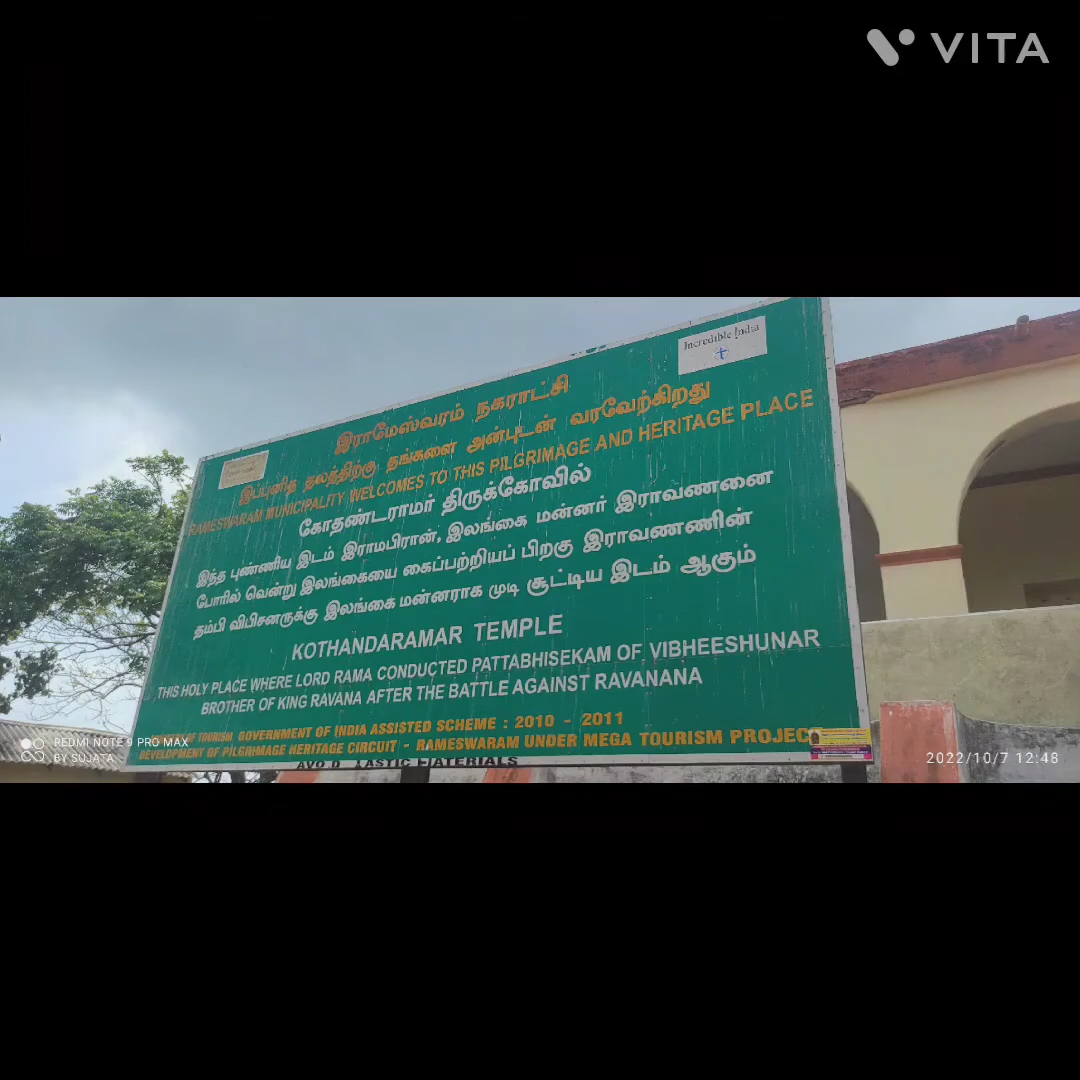 VITA
Incredible India
இராமேஸ்வரம் நகராட்சி
இப்புனித தலத்திற்கு தங்களை அன்புடன் வரவேற்கிறது
RAMESWARAM MUNICIPALITY WELCOMES TO THIS PILGRIMAGE AND HERITAGE PLACE
கோதண்டராமர் திருக்கோவில்
இந்த புண்ணிய இடம் இராமபிரான், இலங்கை மன்னர் இராவணனை
போரில் வென்று இலங்கையை கைப்பற்றியப் பிறகு இராவணணின்
தம்பி விபிசனருக்கு இலங்கை மன்னராக முடி சூட்டிய இடம் ஆகும்
KOTHANDARAMAR TEMPLE
THIS HOLY PLACE WHERE LORD RAMA CONDUCTED PATTABHISEKAM OF VIBHEESHUNAR
BROTHER OF KING RAVANA AFTER THE BATTLE AGAINST RAVANANA
OF TOURISM GOVERNMENT OF INDIA ASSISTED SCHEME : 2010 - 2011
DEVELOPMENT OF PILGRIMAGE HERITAGE CIRCUIT - RAMESWARAM UNDER MEGA TOURISM PROJEC
REDMI NOTE 9 PRO MAX
BY SUJATA
2022/10/7 12:48